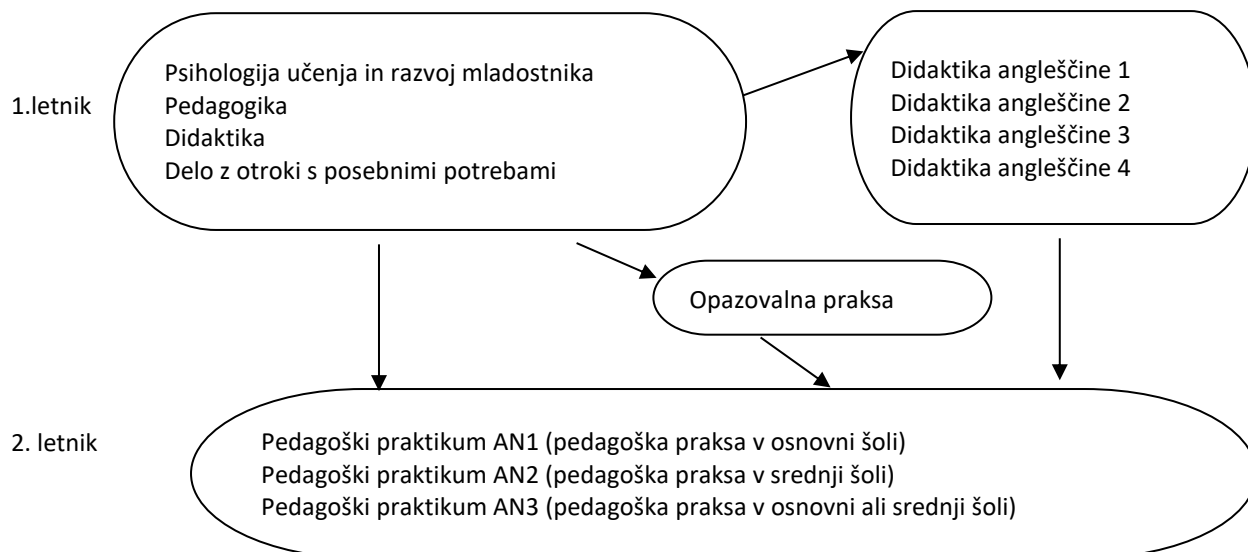 1.letnik
Psihologija učenja in razvoj mladostnika
Pedagogika
Didaktika
Delo z otroki s posebnimi potrebami
Didaktika angleščine 1
Didaktika angleščine 2
Didaktika angleščine 3
Didaktika angleščine 4
Opazovalna praksa
2. letnik
Pedagoški praktikum AN1 (pedagoška praksa v osnovni šoli)
Pedagoški praktikum AN2 (pedagoška praksa v srednji šoli)
Pedagoški praktikum AN3 (pedagoška praksa v osnovni ali srednji šoli)